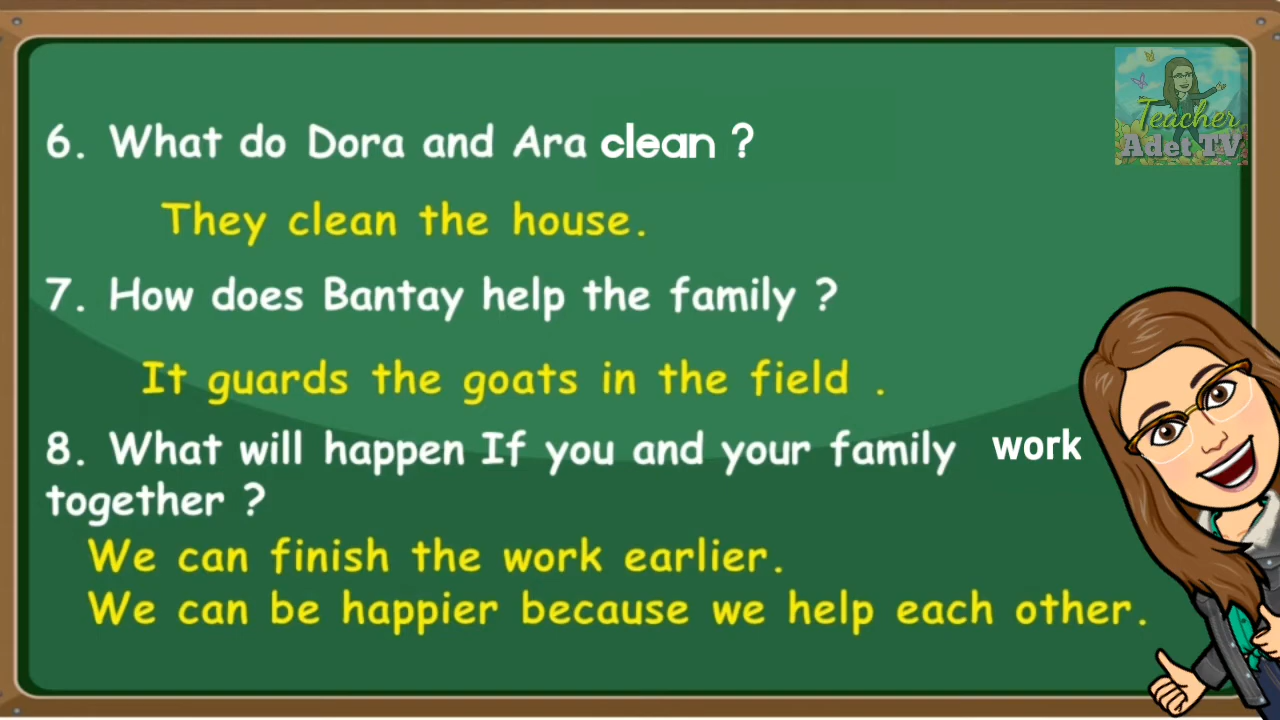 Teacher
Adet TV
6. What do Dora and Ara clean ?
They clean the house.
7. How does Bantay help the family ?
It guards the goats in the field .
8. What will happen If you and your family work
together ?
We can finish the work earlier.
We can be happier because we help each other.